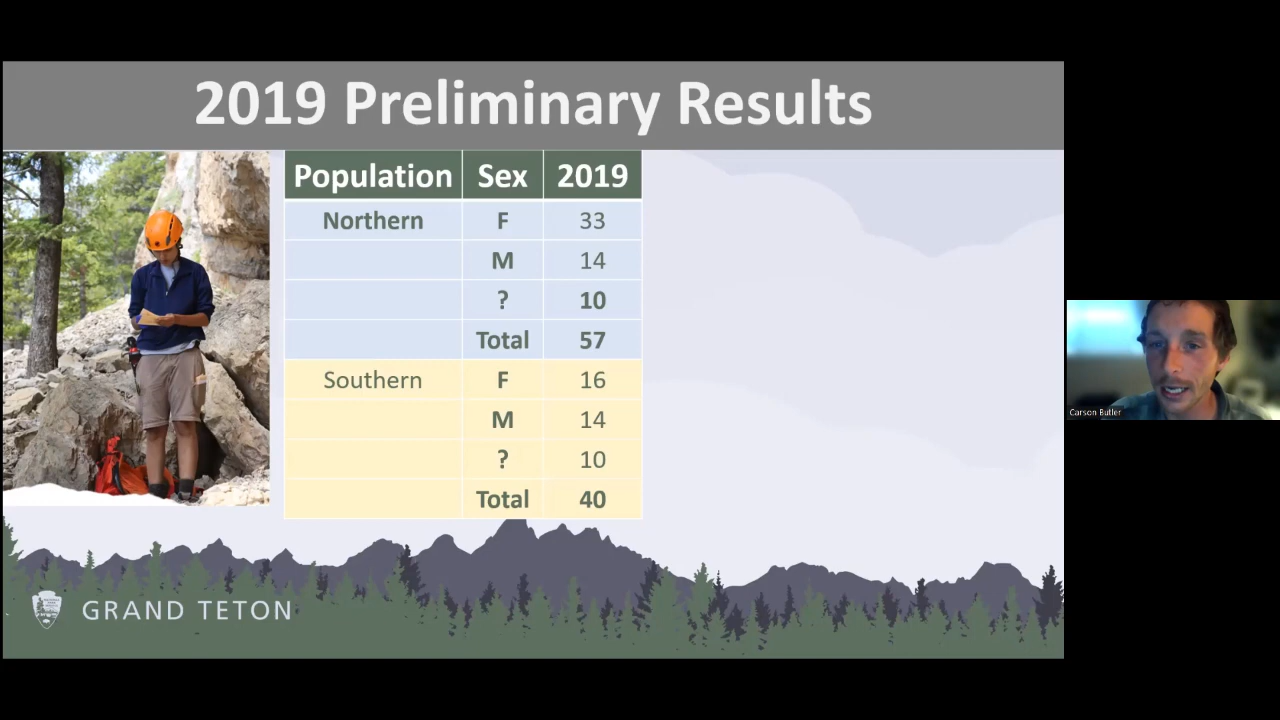 2019 Preliminary Results
Population Sex 2019
Northern F 33
M 14
? 10
Total 57
Southern F 16
M 14
? 10
Total 40
GRAND TETON
Carson Butler